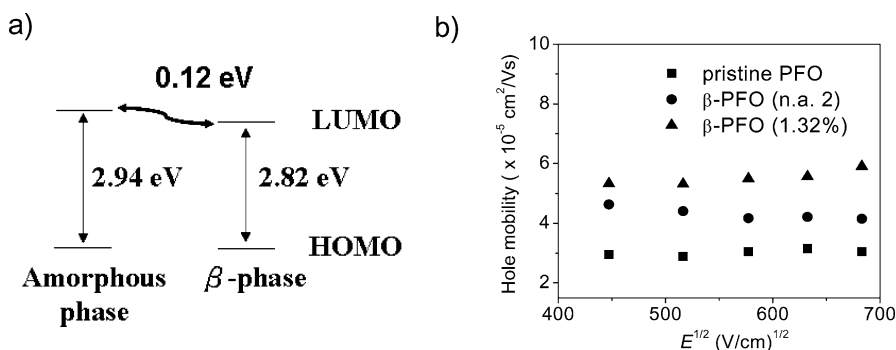 a)
0.12 eV
LUMO
2.94 eV
2.82 eV
HOMO
Amorphous
phase
β-phase
b)
Hole mobility ( x 10⁻⁵ cm²/Vs)
10
8
6
4
2
pristine PFO
β-PFO (n.a. 2)
β-PFO (1.32%)
400
500
600
700
E¹/² (V/cm)¹/²